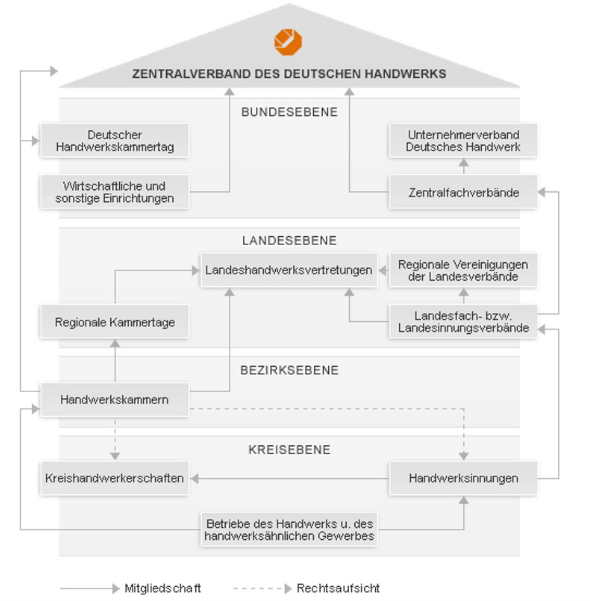 ZENTRALVERBAND DES DEUTSCHEN HANDWERKS
BUNDESEBENE
Deutscher
Handwerkskammertag
Unternehmerverband
Deutsches Handwerk
Wirtschaftliche und
sonstige Einrichtungen
Zentralfachverbände
LANDESEBENE
Landeshandwerksvertretungen
Regionale Vereinigungen
der Landesverbände
Regionale Kammertage
Landesfach- bzw.
Landesinnungsverbände
BEZIRKSEBENE
Handwerkskammern
KREISEBENE
Kreishandwerkerschaften
Handwerksinnungen
Betriebe des Handwerks u. des
handwerksähnlichen Gewerbes
Mitgliedschaft
Rechtsaufsicht